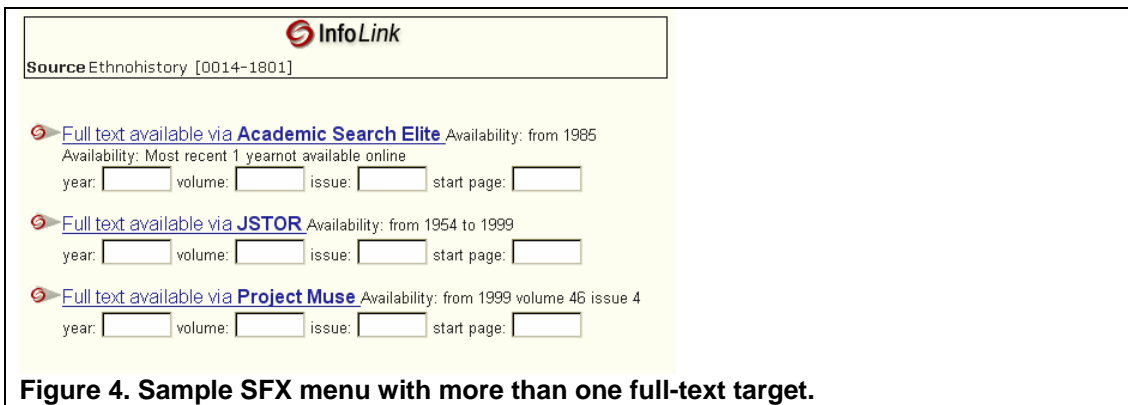 InfoLink
Source Ethnohistory [0014-1801]
Full text available via Academic Search Elite Availability: from 1985
Availability: Most recent 1 yearnot available online
year: volume: issue: start page:
Full text available via JSTOR Availability: from 1954 to 1999
year: volume: issue: start page:
Full text available via Project Muse Availability: from 1999 volume 46 issue 4
year: volume: issue: start page:
Figure 4. Sample SFX menu with more than one full-text target.